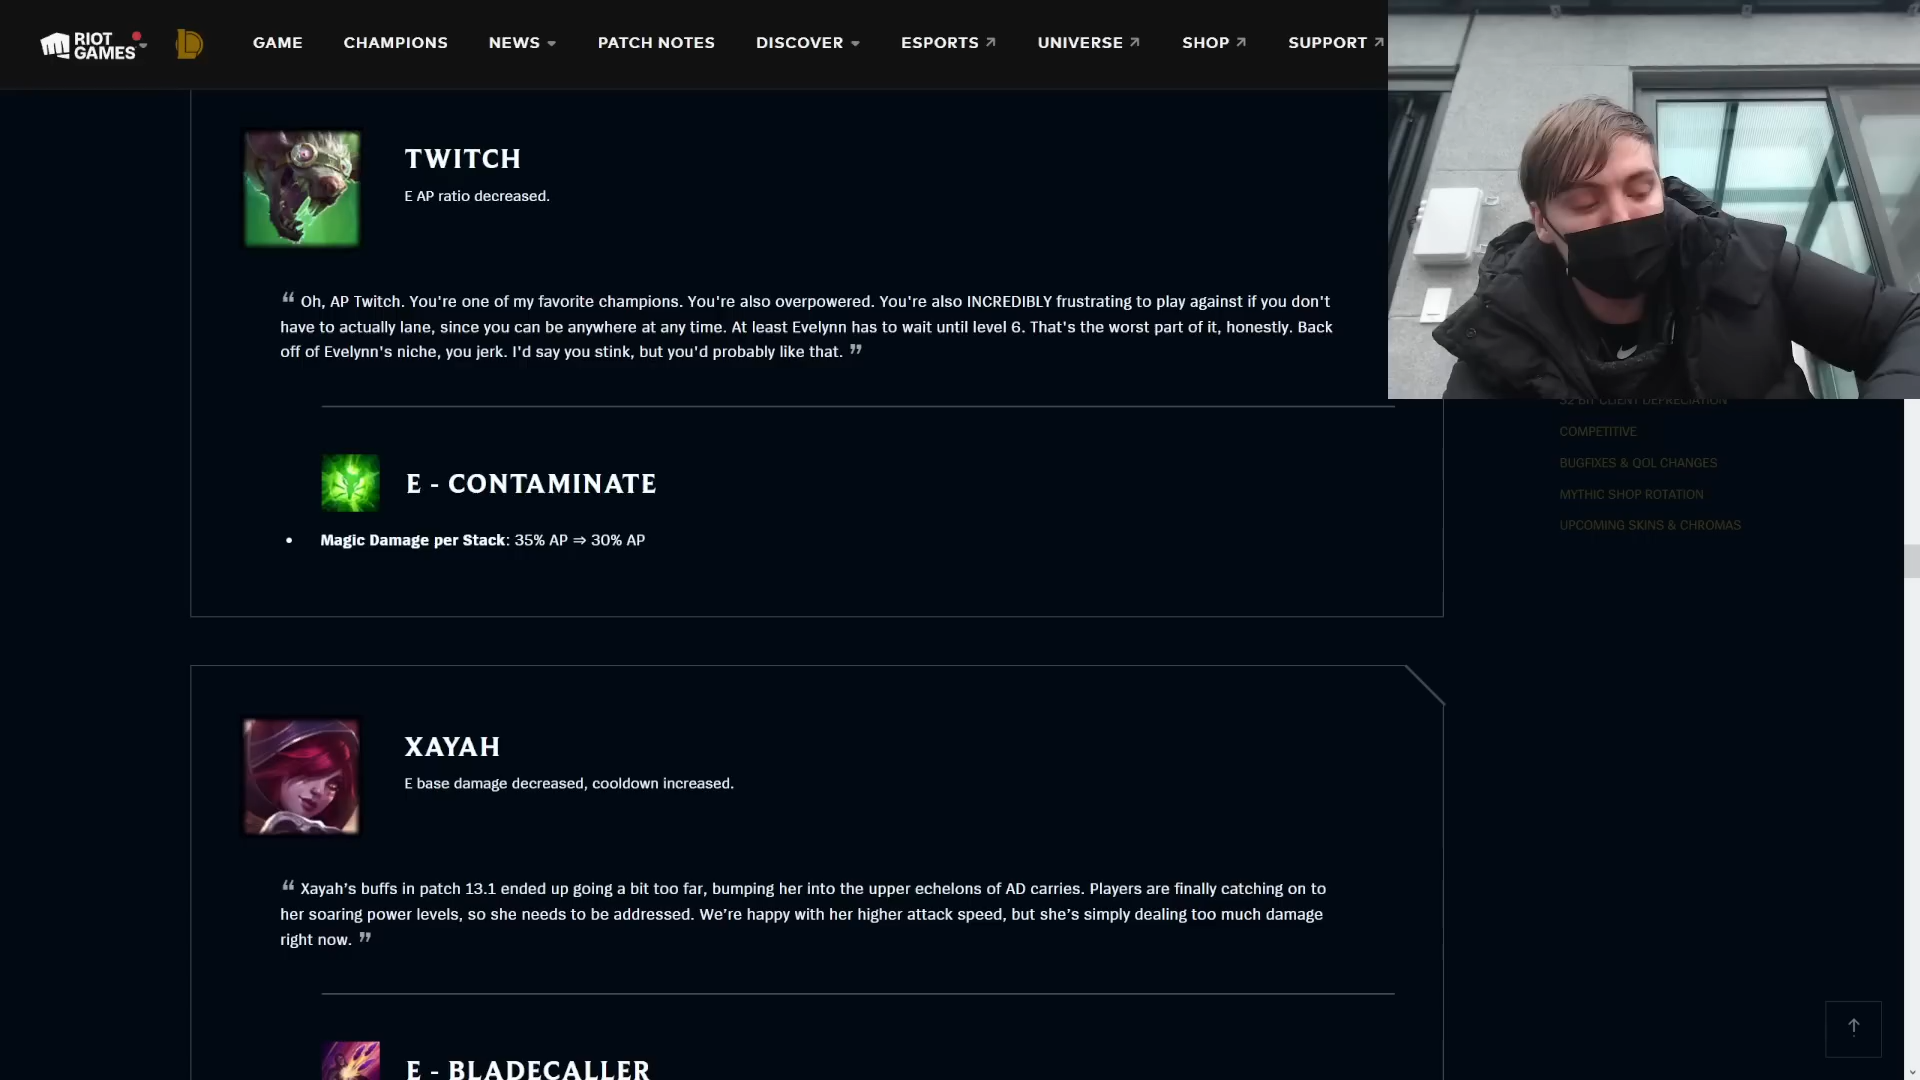 RIOT GAMES
GAME
CHAMPIONS
NEWS
PATCH NOTES
DISCOVER
ESPORTS
UNIVERSE
SHOP
SUPPORT
TWITCH
E AP ratio decreased.
“ Oh, AP Twitch. You're one of my favorite champions. You're also overpowered. You're also INCREDIBLY frustrating to play against if you don't
have to actually lane, since you can be anywhere at any time. At least Evelynn has to wait until level 6. That's the worst part of it, honestly. Back
off of Evelynn's niche, you jerk. I'd say you stink, but you'd probably like that. ”
E - CONTAMINATE
• Magic Damage per Stack: 35% AP ⇒ 30% AP
XAYAH
E base damage decreased, cooldown increased.
“ Xayah’s buffs in patch 13.1 ended up going a bit too far, bumping her into the upper echelons of AD carries. Players are finally catching on to
her soaring power levels, so she needs to be addressed. We’re happy with her higher attack speed, but she’s simply dealing too much damage
right now. ”
E - BLADECALLER
32 BIT CLIENT DEPRECIATION
COMPETITIVE
BUGFIXES & QOL CHANGES
MYTHIC SHOP ROTATION
UPCOMING SKINS & CHROMAS